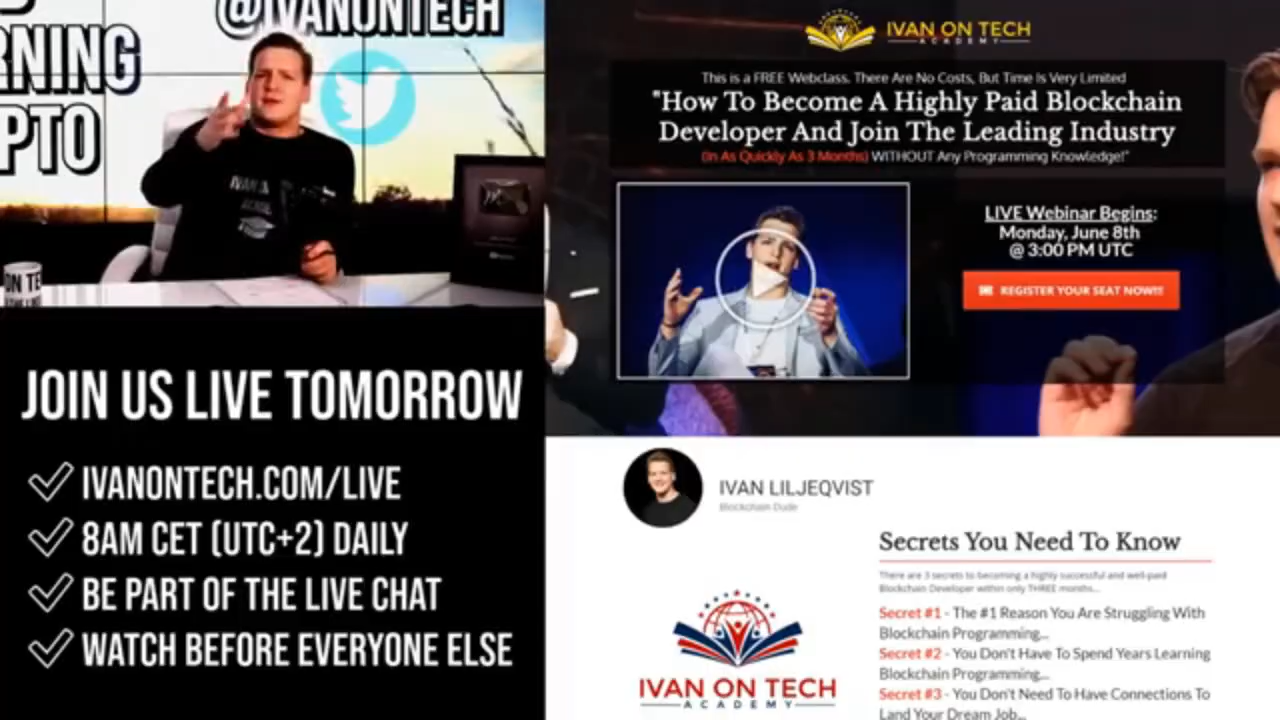 @IVANONTECH
RNING
PTO
IVAN
ON TE
JOIN US LIVE TOMORROW
IVANONTECH.COM/LIVE
8AM CET (UTC+2) DAILY
BE PART OF THE LIVE CHAT
WATCH BEFORE EVERYONE ELSE
IVAN ON TECH
ACADEMY
This is a FREE Webclass. There Are No Costs, But Time Is Very Limited
"How To Become A Highly Paid Blockchain
Developer And Join The Leading Industry
(In As Quickly As 3 Months) WITHOUT Any Programming Knowledge!"
LIVE Webinar Begins:
Monday, June 8th
@ 3:00 PM UTC
REGISTER YOUR SEAT NOW!!!
IVAN LILJEQVIST
Blockchain Dude
IVAN ON TECH
ACADEMY
Secrets You Need To Know
There are 3 secrets to becoming a highly successful and well-paid
Blockchain Developer within only THREE months...
Secret #1 - The #1 Reason You Are Struggling With
Blockchain Programming...
Secret #2 - You Don't Have To Spend Years Learning
Blockchain Programming...
Secret #3 - You Don't Need To Have Connections To
Land Your Dream Job...